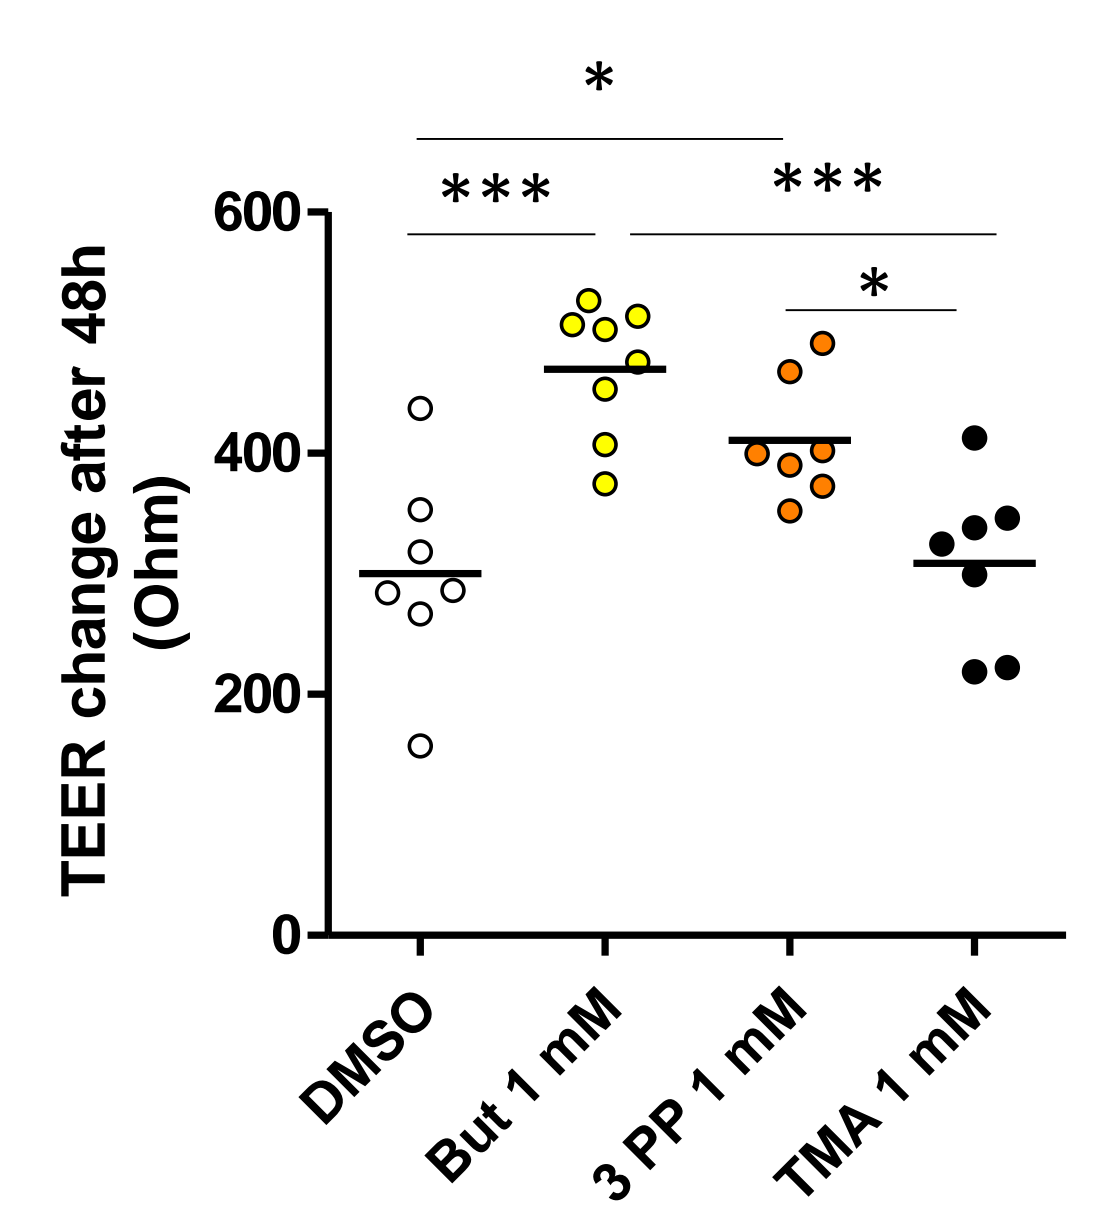 *
***
***
*
600
400
200
0
TEER change after 48h
(Ohm)
DMSO
But 1 mM
3 PP 1 mM
TMA 1 mM